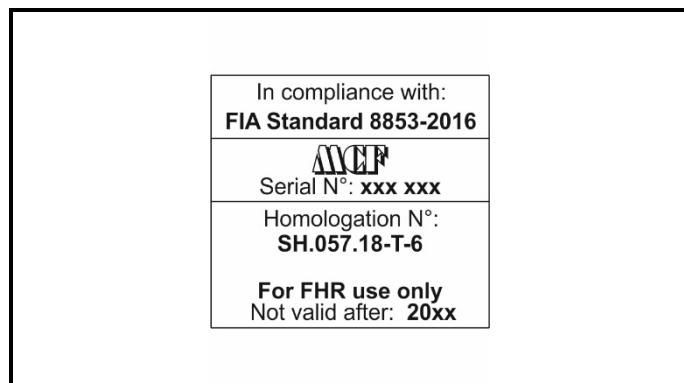 In compliance with:
FIA Standard 8853-2016
MCF
Serial N°: xxx xxx
Homologation N°:
SH.057.18-T-6
For FHR use only
Not valid after: 20xx